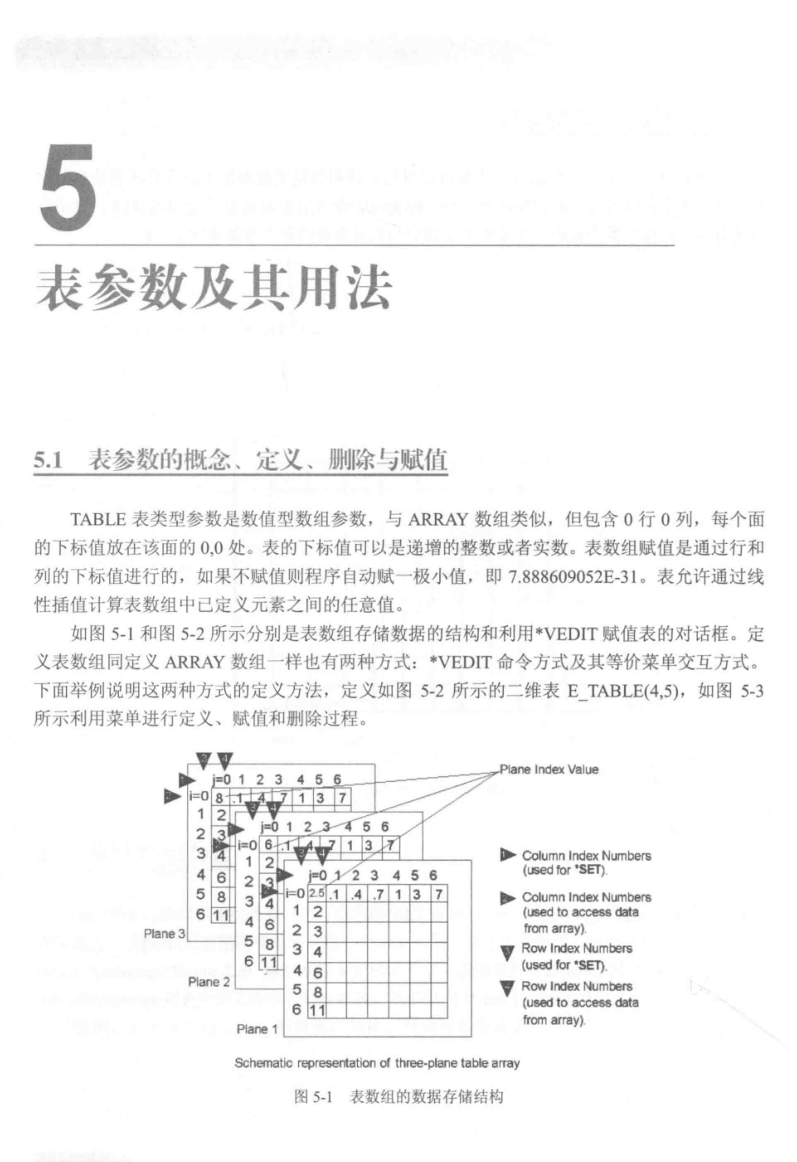 5
表参数及其用法
5.1 表参数的概念、定义、删除与赋值
TABLE 表类型参数是数值型数组参数，与 ARRAY 数组类似，但包含 0 行 0 列，每个面
的下标值放在该面的 0,0 处。表的下标值可以是递增的整数或者实数。表数组赋值是通过行和
列的下标值进行的，如果不赋值则程序自动赋一极小值，即 7.888609052E-31。表允许通过线
性插值计算表数组中已定义元素之间的任意值。
如图 5-1 和图 5-2 所示分别是表数组存储数据的结构和利用*VEDIT 赋值表的对话框。定
义表数组同定义 ARRAY 数组一样也有两种方式：*VEDIT 命令方式及其等价菜单交互方式。
下面举例说明这两种方式的定义方法，定义如图 5-2 所示的二维表 E_TABLE(4,5)，如图 5-3
所示利用菜单进行定义、赋值和删除过程。
Plane Index Value
j=0 1 2 3 4 5 6
i=0 8 .1 .4 .7 1 3 7
1 2
2 3
3 4
4 6
5 8
6 11
Plane 3
j=0 1 2 3 4 5 6
i=0 6 .1 .4 .7 1 3 7
1 2
2 3
3 4
4 6
5 8
6 11
Plane 2
j=0 1 2 3 4 5 6
i=0 2.5 .1 .4 .7 1 3 7
1 2
2 3
3 4
4 6
5 8
6 11
Plane 1
Column Index Numbers
(used for *SET).
Column Index Numbers
(used to access data
from array).
Row Index Numbers
(used for *SET).
Row Index Numbers
(used to access data
from array).
Schematic representation of three-plane table array
图 5-1 表数组的数据存储结构